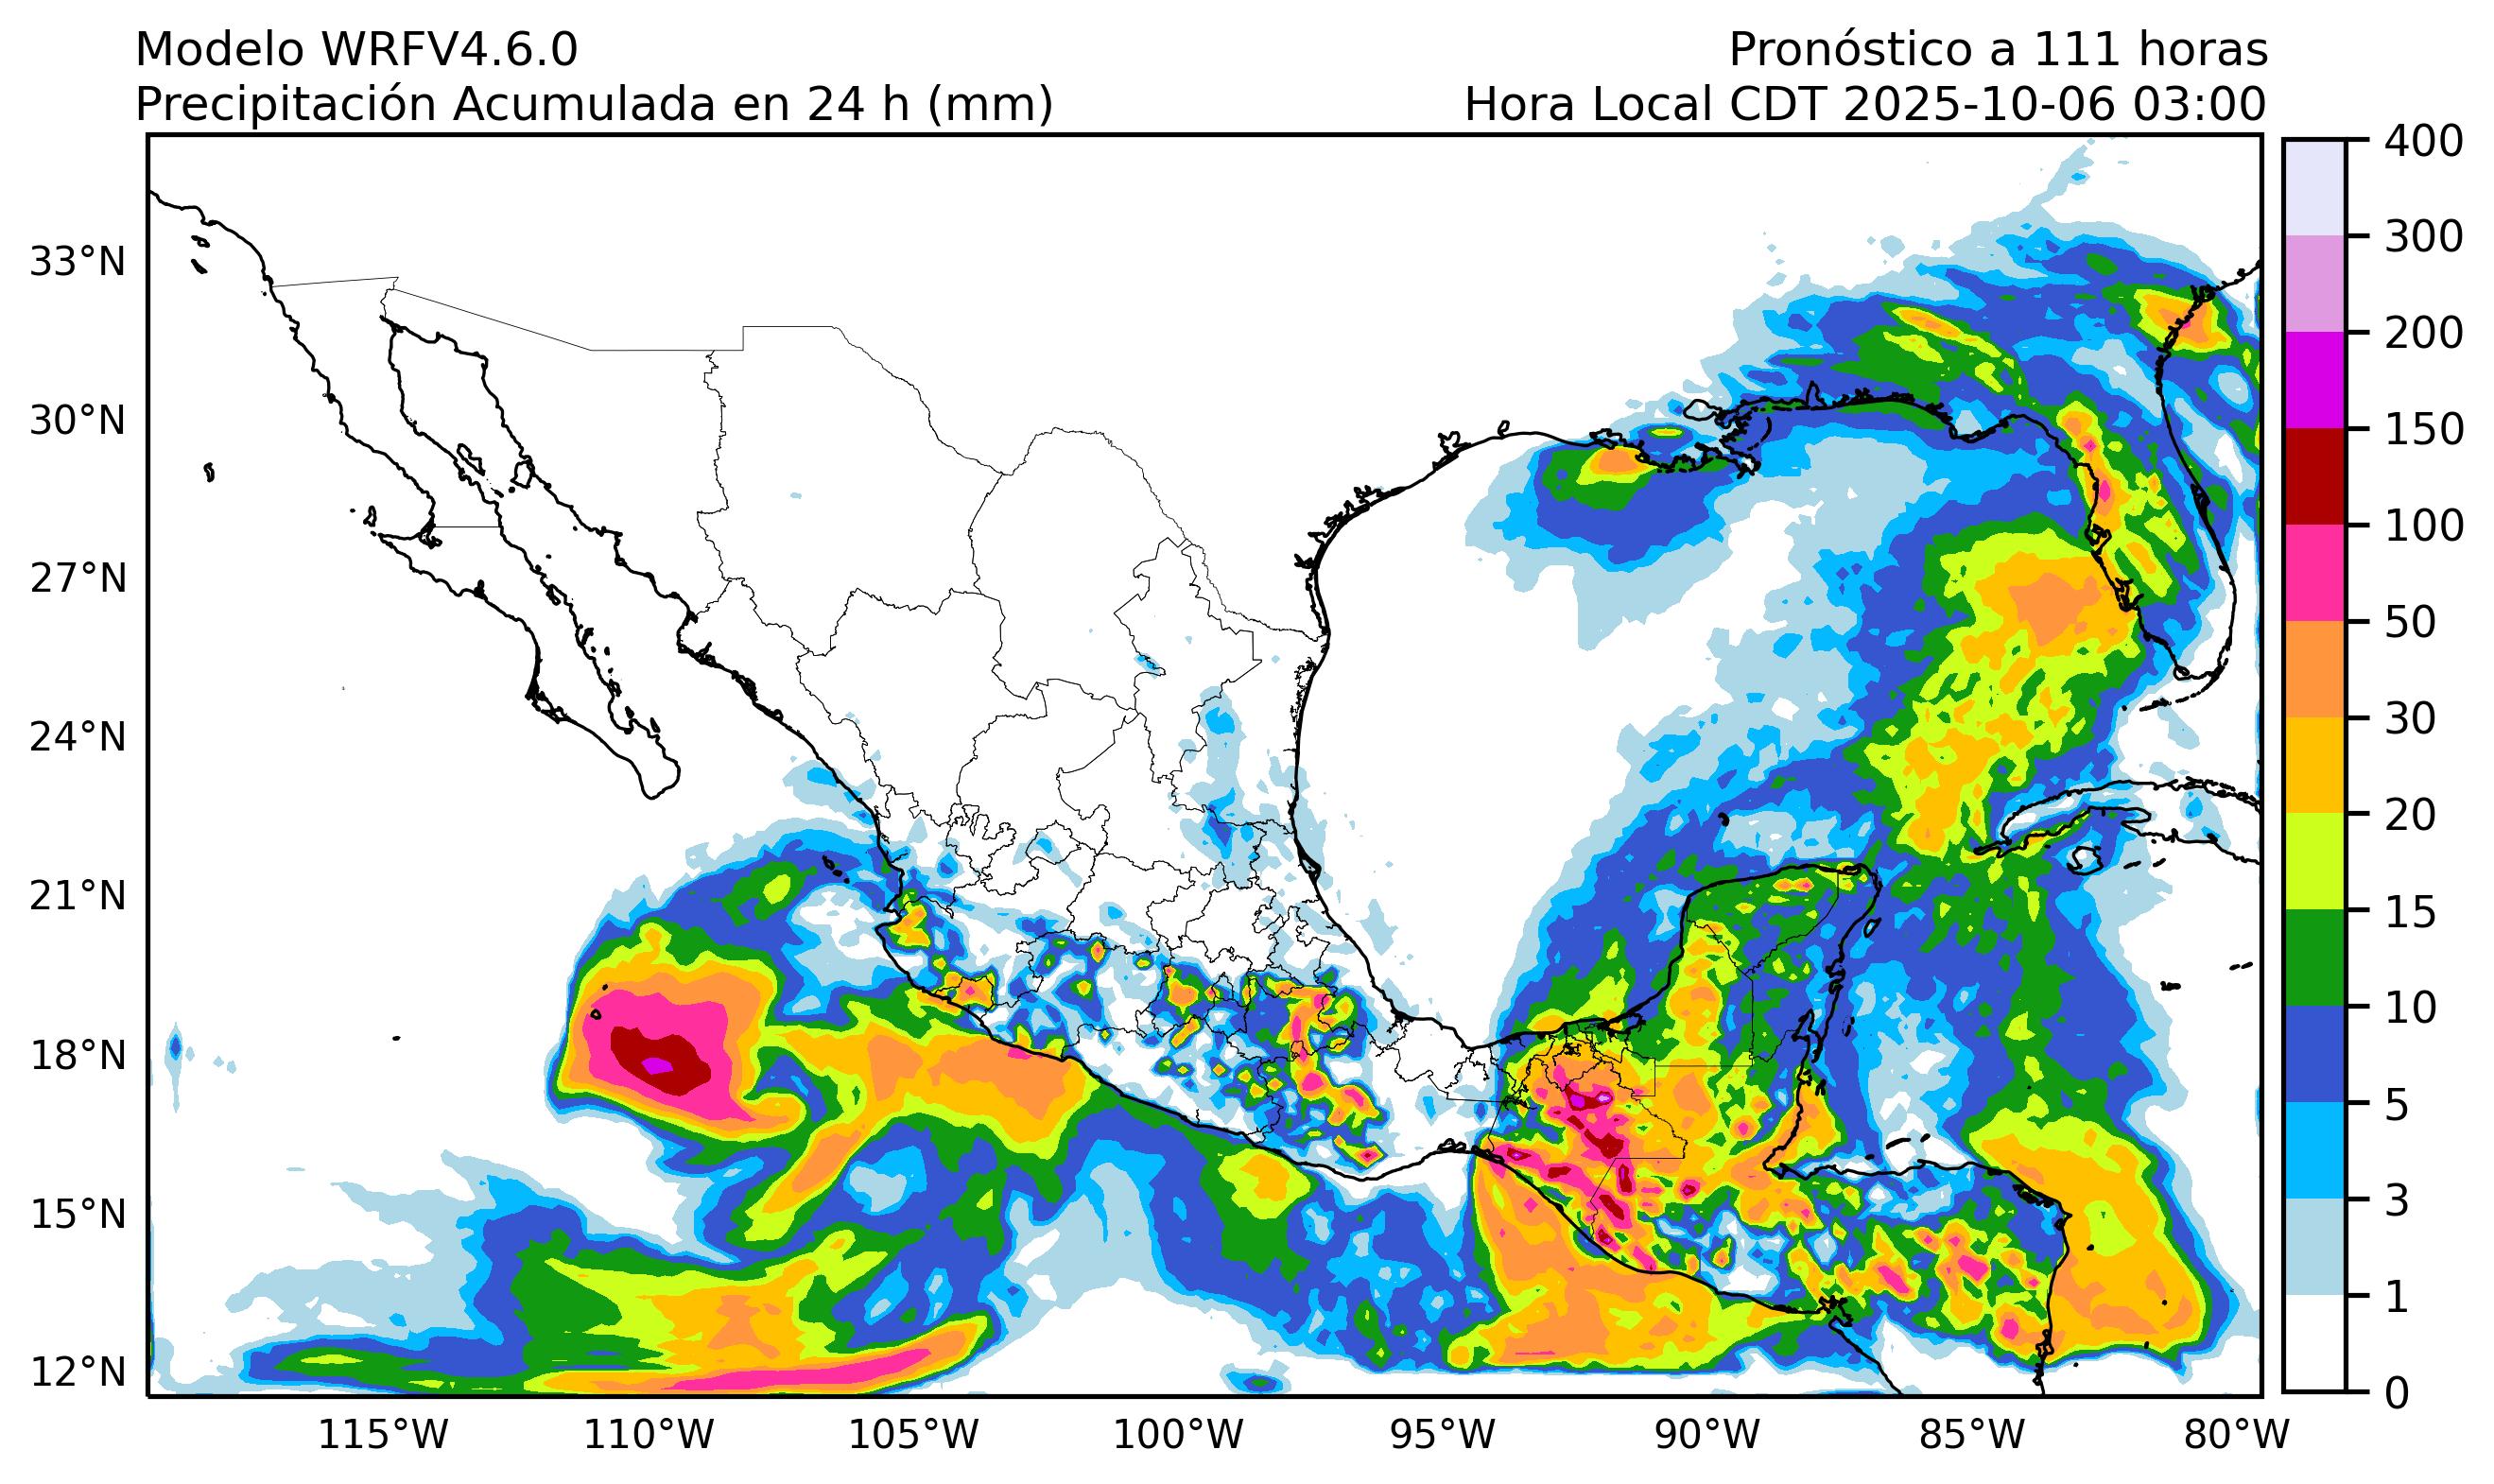 Modelo WRFV4.6.0
Pronóstico a 111 horas
Precipitación Acumulada en 24 h (mm)
Hora Local CDT 2025-10-06 03:00
33°N
30°N
27°N
24°N
21°N
18°N
15°N
12°N
115°W
110°W
105°W
100°W
95°W
90°W
85°W
80°W
400
300
200
150
100
50
30
20
15
10
5
3
1
0